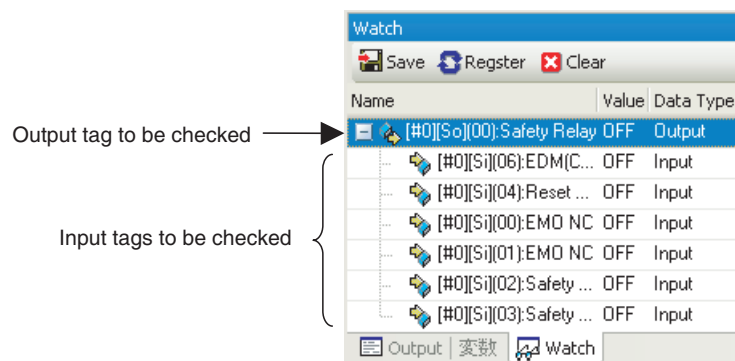 Watch
Save Regster Clear
Name Value Data Type
Output tag to be checked
[#0][So](00):Safety Relay OFF Output
[#0][Si](06):EDM(C... OFF Input
[#0][Si](04):Reset ... OFF Input
Input tags to be checked
[#0][Si](00):EMO NC OFF Input
[#0][Si](01):EMO NC OFF Input
[#0][Si](02):Safety ... OFF Input
[#0][Si](03):Safety ... OFF Input
Output 変数 Watch